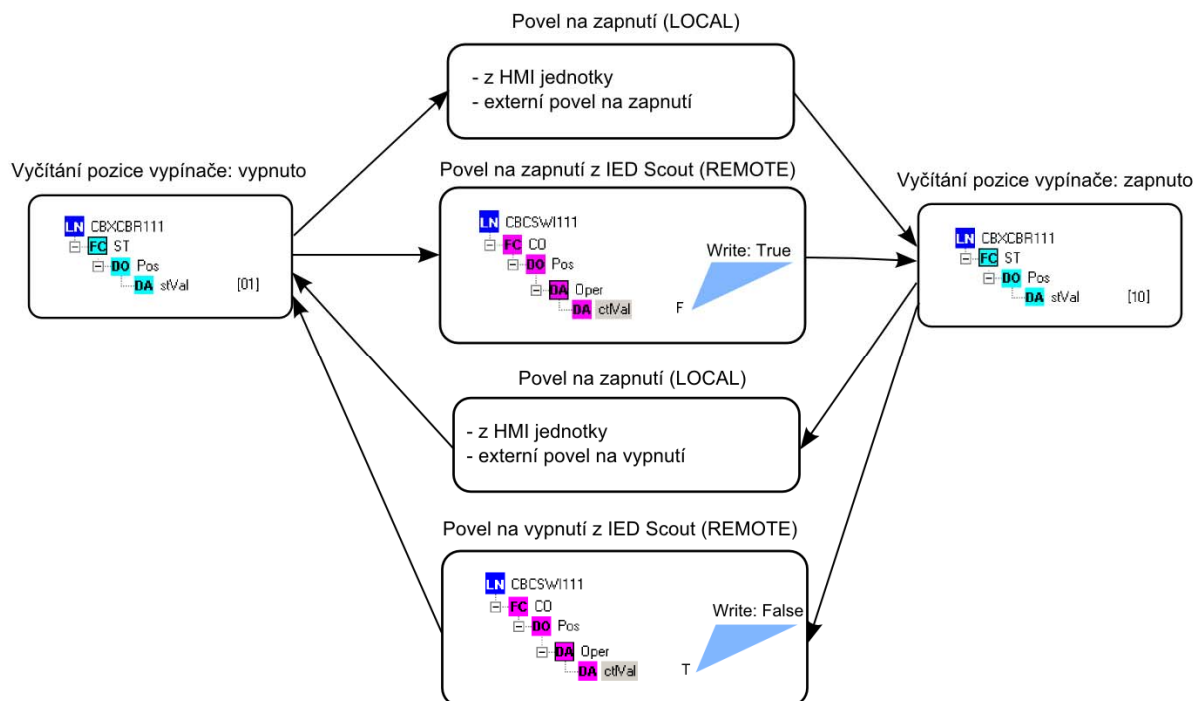 Povel na zapnutí (LOCAL)
- z HMI jednotky
- externí povel na zapnutí
Vyčítání pozice vypínače: vypnuto
LN CBXCBR111
FC ST
DO Pos
DA stVal [01]
Povel na zapnutí z IED Scout (REMOTE)
LN CBCSWI111
FC CO
DO Pos
DA Oper
DA ctlVal
Write: True
F
Vyčítání pozice vypínače: zapnuto
LN CBXCBR111
FC ST
DO Pos
DA stVal [10]
Povel na zapnutí (LOCAL)
- z HMI jednotky
- externí povel na vypnutí
Povel na vypnutí z IED Scout (REMOTE)
LN CBCSWI111
FC CO
DO Pos
DA Oper
DA ctlVal
Write: False
T